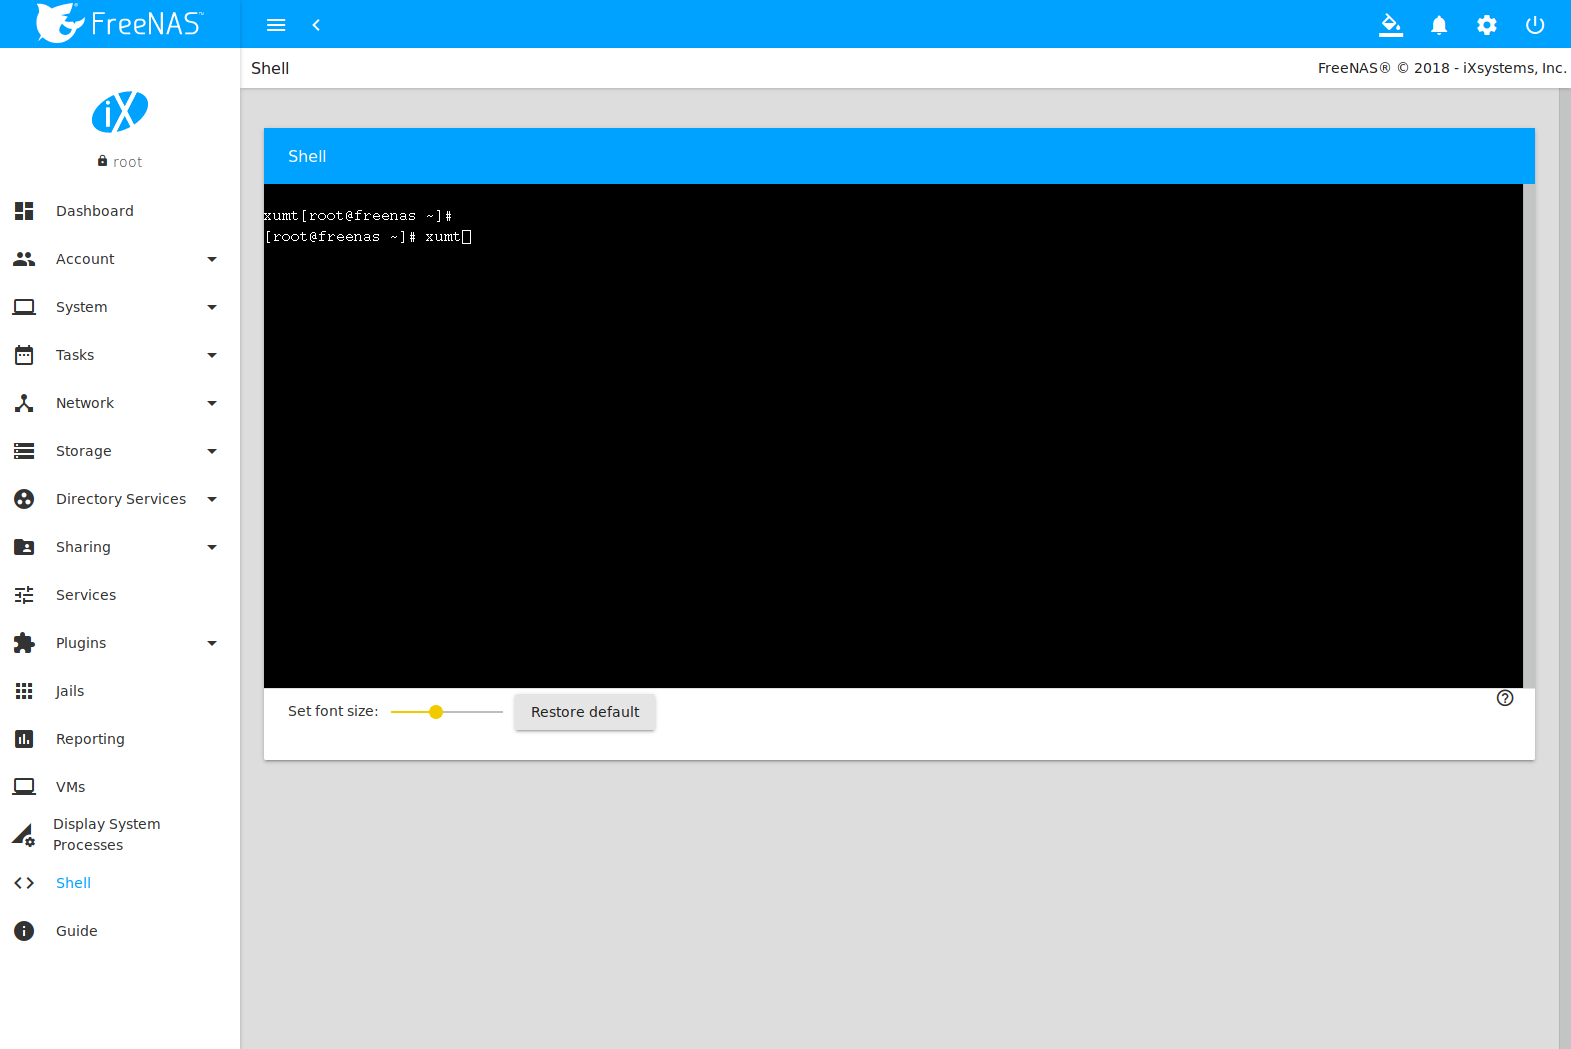 FreeNAS™
Shell
FreeNAS® © 2018 - iXsystems, Inc.
iX
root
Dashboard
Account
System
Tasks
Network
Storage
Directory Services
Sharing
Services
Plugins
Jails
Reporting
VMs
Display System
Processes
Shell
Guide
Shell
xumt[root@freenas ~]#
[root@freenas ~]# xumt
Set font size:
Restore default